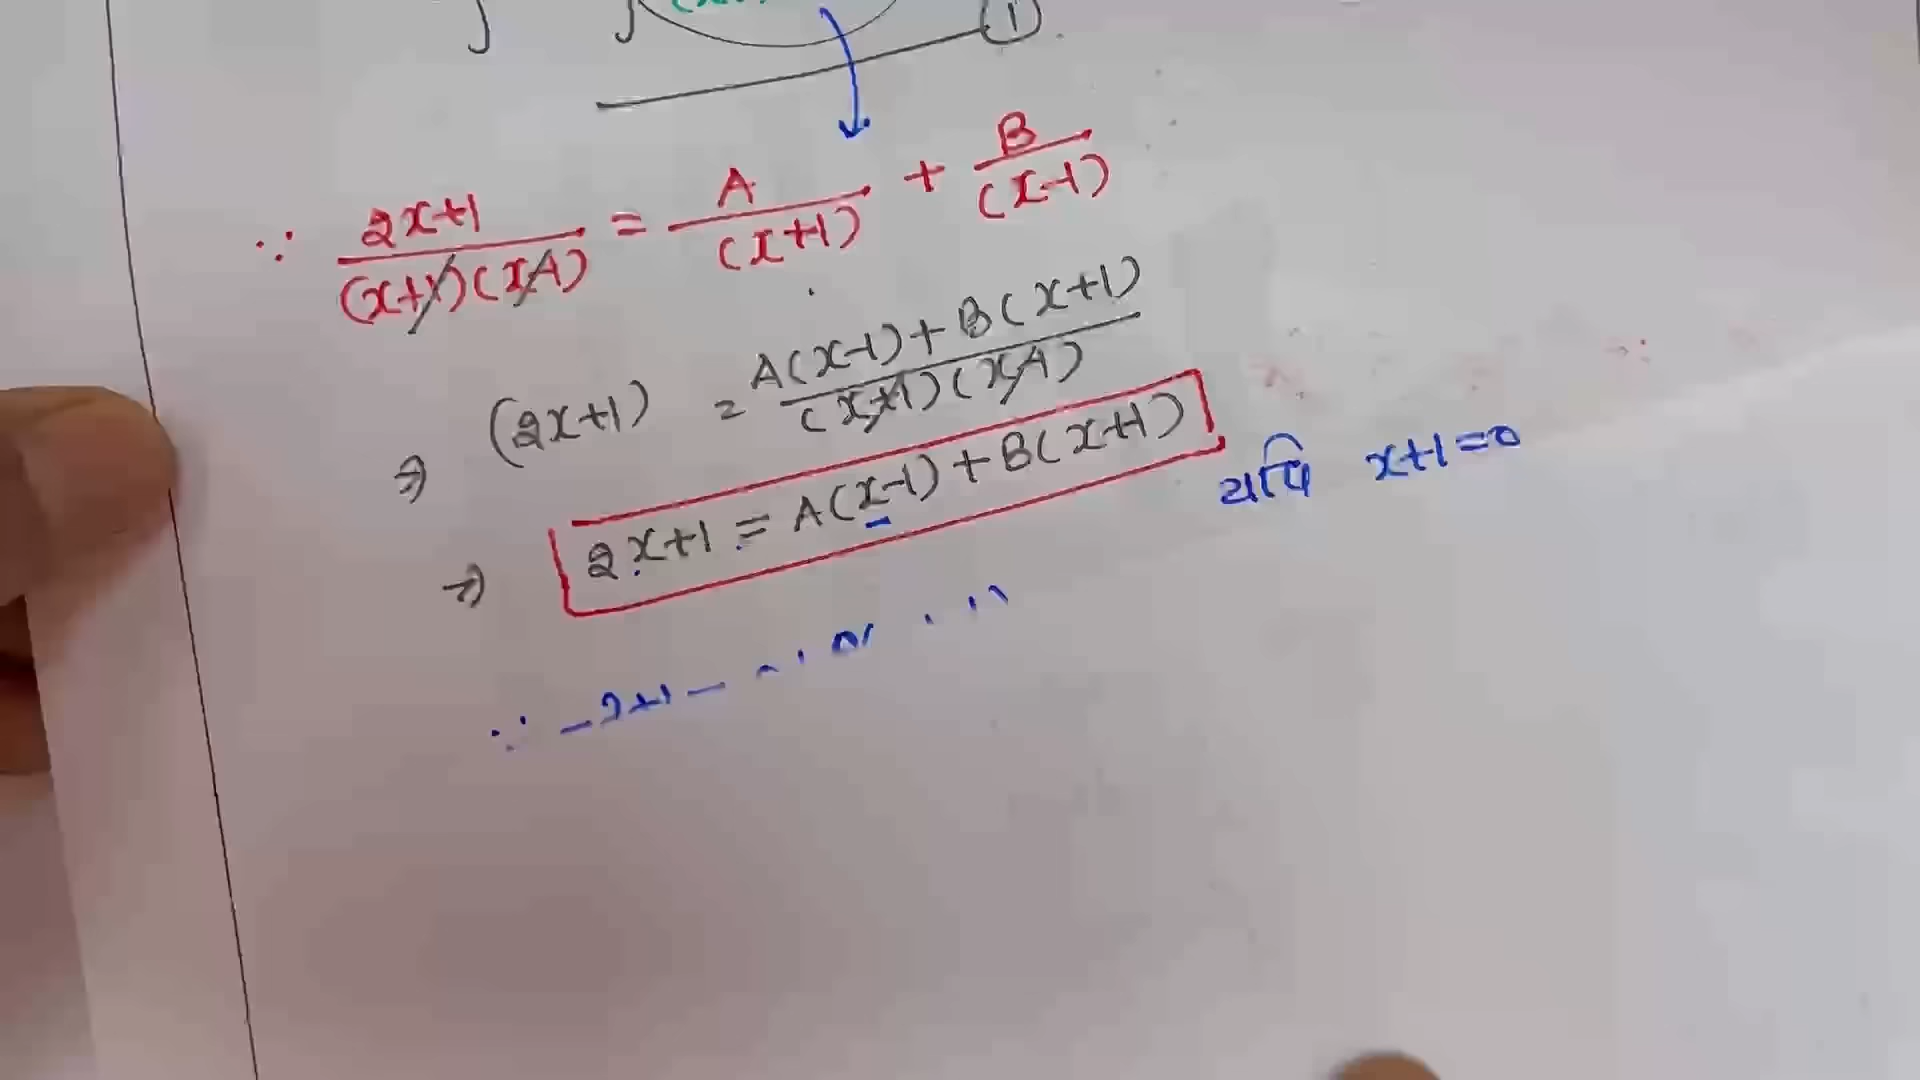 1
∵ 2x+1/(x+1)(x-1) = A/(x+1) + B/(x-1)
⇒ (2x+1) = A(x-1)+B(x+1)/(x+1)(x-1)
⇒ 2x+1 = A(x-1)+B(x+1) यदि x+1=0